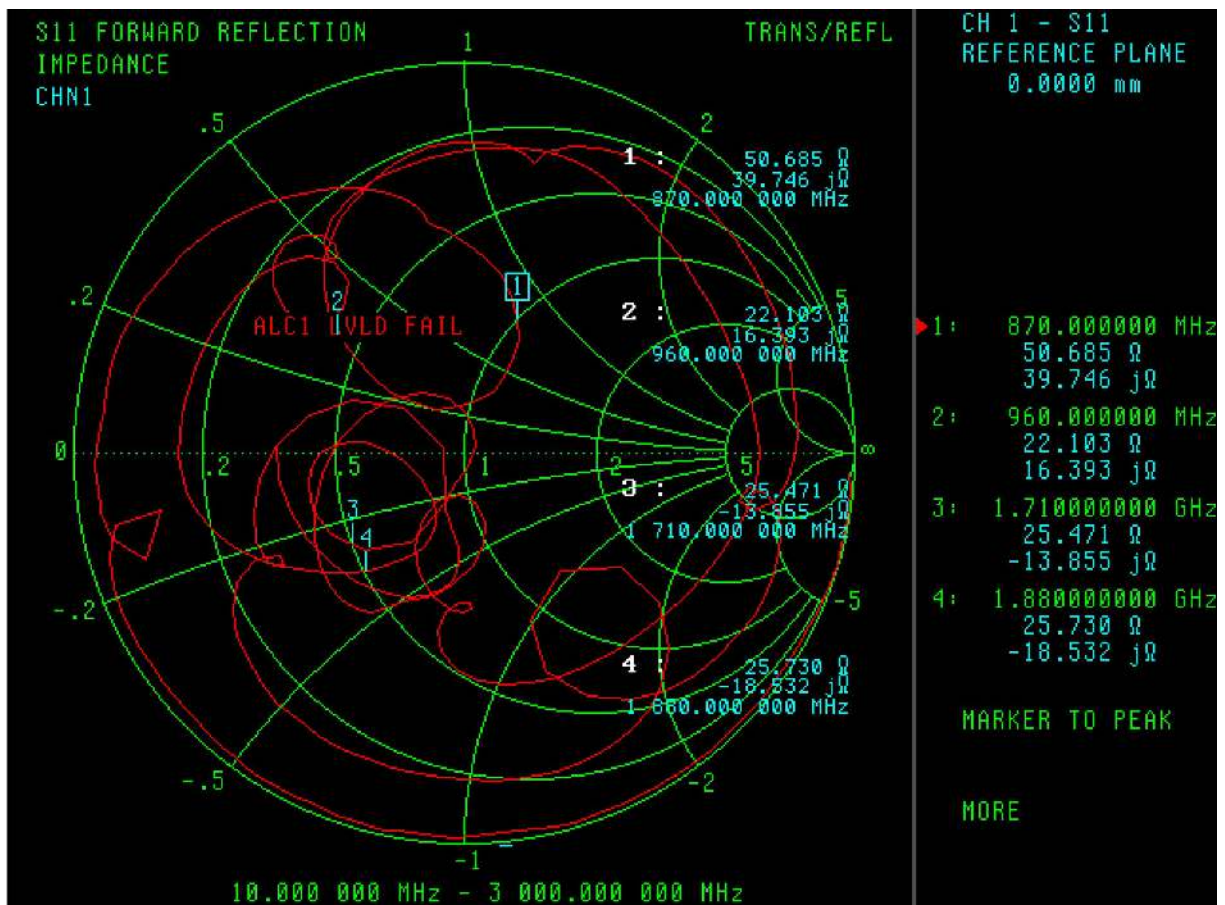 S11 FORWARD REFLECTION
TRANS/REFL
IMPEDANCE
CHN1
1
.5
2
.2
5
0
.2
.5
1
2
5
∞
-.2
-5
-.5
-2
-1
1 :
50.685 Ω
39.746 jΩ
870.000 000 MHz
2 :
22.103 Ω
16.393 jΩ
960.000 000 MHz
3 :
25.471 Ω
-13.855 jΩ
1 710.000 000 MHz
4 :
25.730 Ω
-18.532 jΩ
1 880.000 000 MHz
1
2
ALC1 LVLD FAIL
3
4
10.000 000 MHz - 3 000.000 000 MHz
CH 1 - S11
REFERENCE PLANE
0.0000 mm
1: 870.000000 MHz
50.685 Ω
39.746 jΩ
2: 960.000000 MHz
22.103 Ω
16.393 jΩ
3: 1.710000000 GHz
25.471 Ω
-13.855 jΩ
4: 1.880000000 GHz
25.730 Ω
-18.532 jΩ
MARKER TO PEAK
MORE